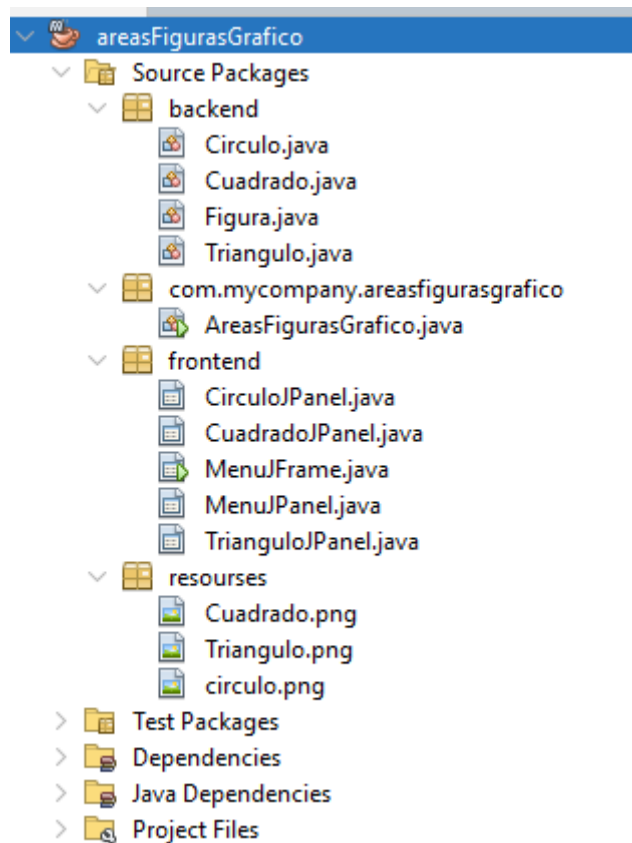 areasFigurasGrafico
Source Packages
backend
Circulo.java
Cuadrado.java
Figura.java
Triangulo.java
com.mycompany.areasfigurasgrafico
AreasFigurasGrafico.java
frontend
CirculoJPanel.java
CuadradoJPanel.java
MenuJFrame.java
MenuJPanel.java
TrianguloJPanel.java
resourses
Cuadrado.png
Triangulo.png
circulo.png
Test Packages
Dependencies
Java Dependencies
Project Files